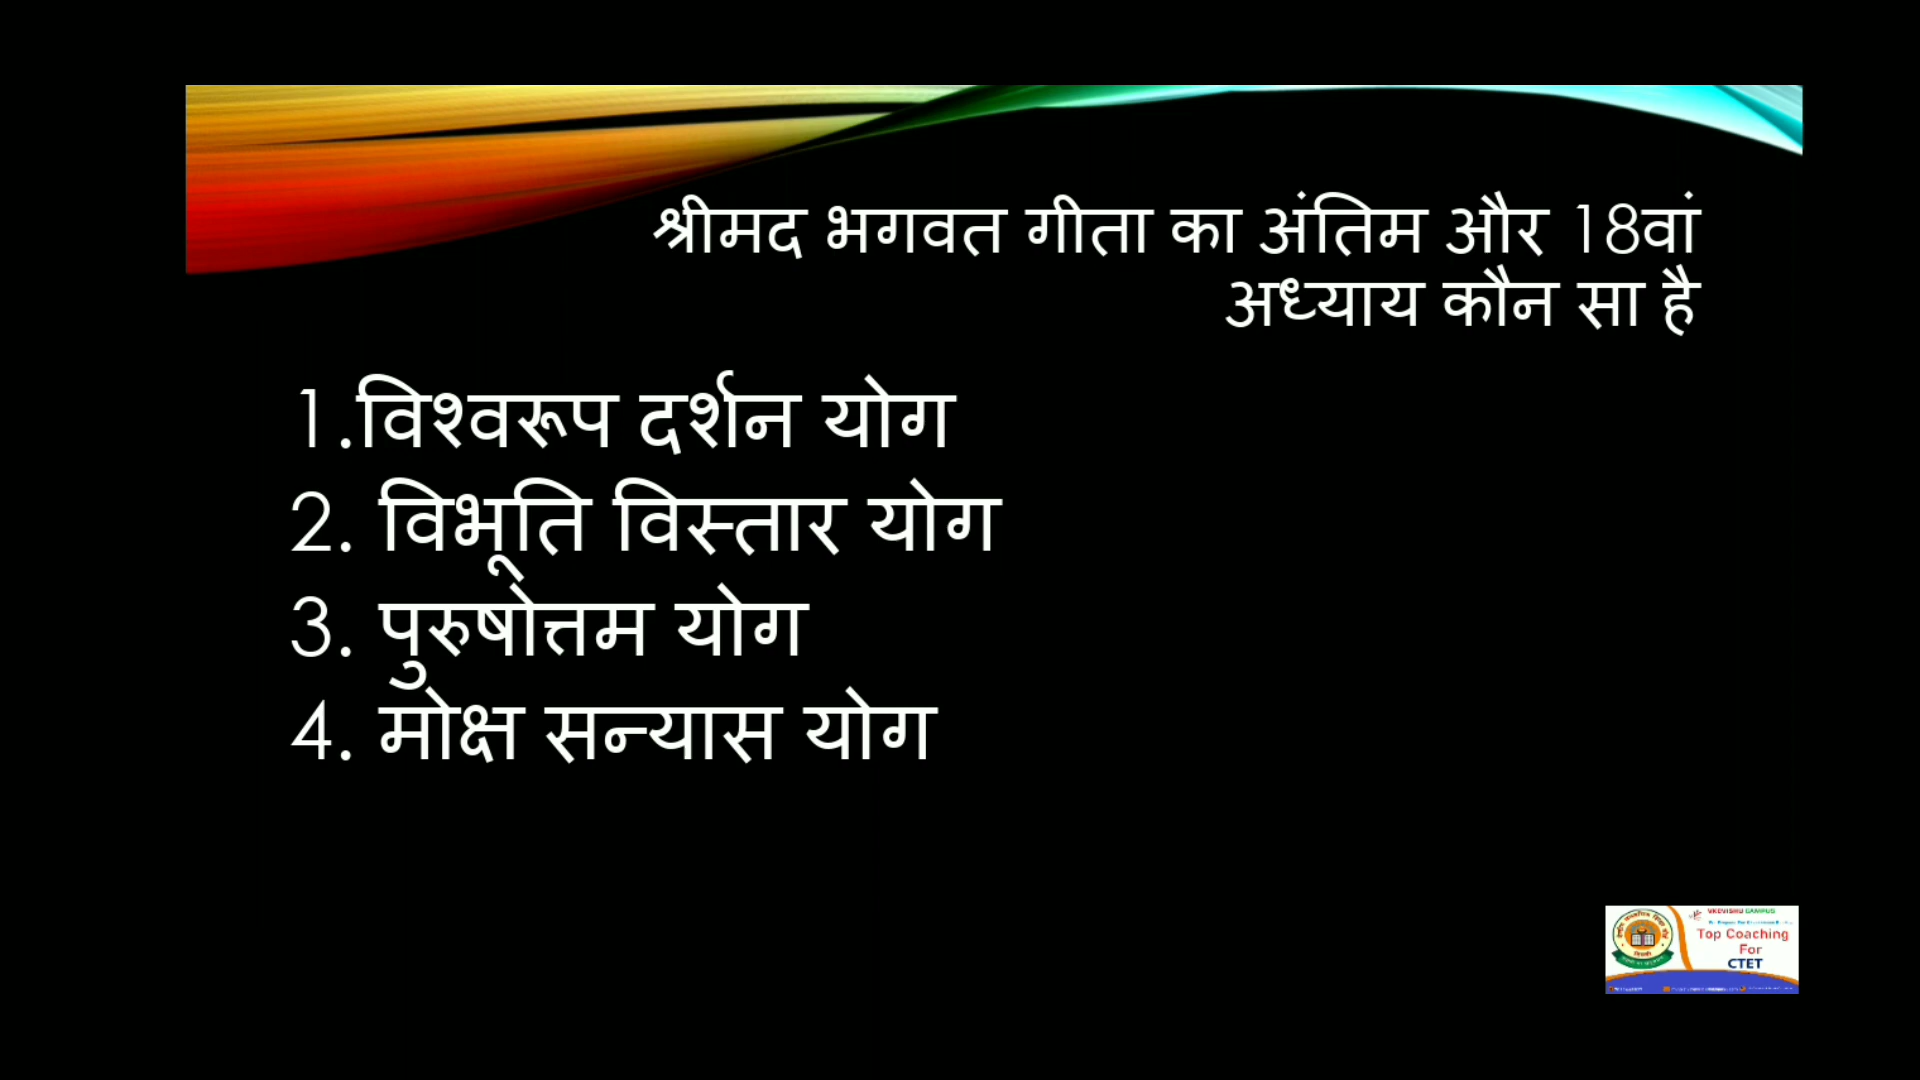 श्रीमद भगवत गीता का अंतिम और 18वां
अध्याय कौन सा है
1.विश्वरूप दर्शन योग
2. विभूति विस्तार योग
3. पुरुषोत्तम योग
4. मोक्ष सन्यास योग
Top Coaching
For
CTET